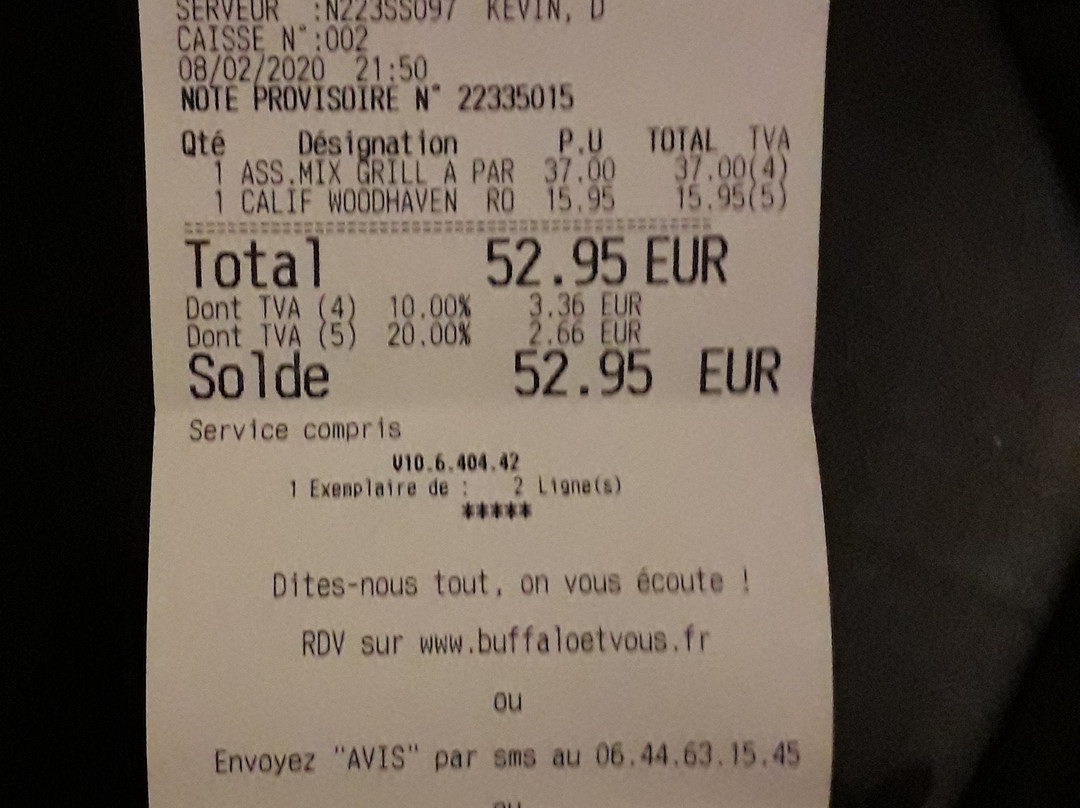 SERVEUR :N223SS097 KEVIN, D
CAISSE N°:002
08/02/2020 21:50
NOTE PROVISOIRE N° 22335015
Qté Désignation P.U TOTAL TVA
1 ASS.MIX GRILL A PAR 37.00 37.00(4)
1 CALIF WOODHAVEN RO 15.95 15.95(5)
Total 52.95 EUR
Dont TVA (4) 10.00% 3.36 EUR
Dont TVA (5) 20.00% 2.66 EUR
Solde 52.95 EUR
Service compris
V10.6.404.42
1 Exemplaire de : 2 Ligne(s)
*****
Dites-nous tout, on vous écoute !
RDV sur www.buffaloetvous.fr
ou
Envoyez "AVIS" par sms au 06.44.63.15.45
ou